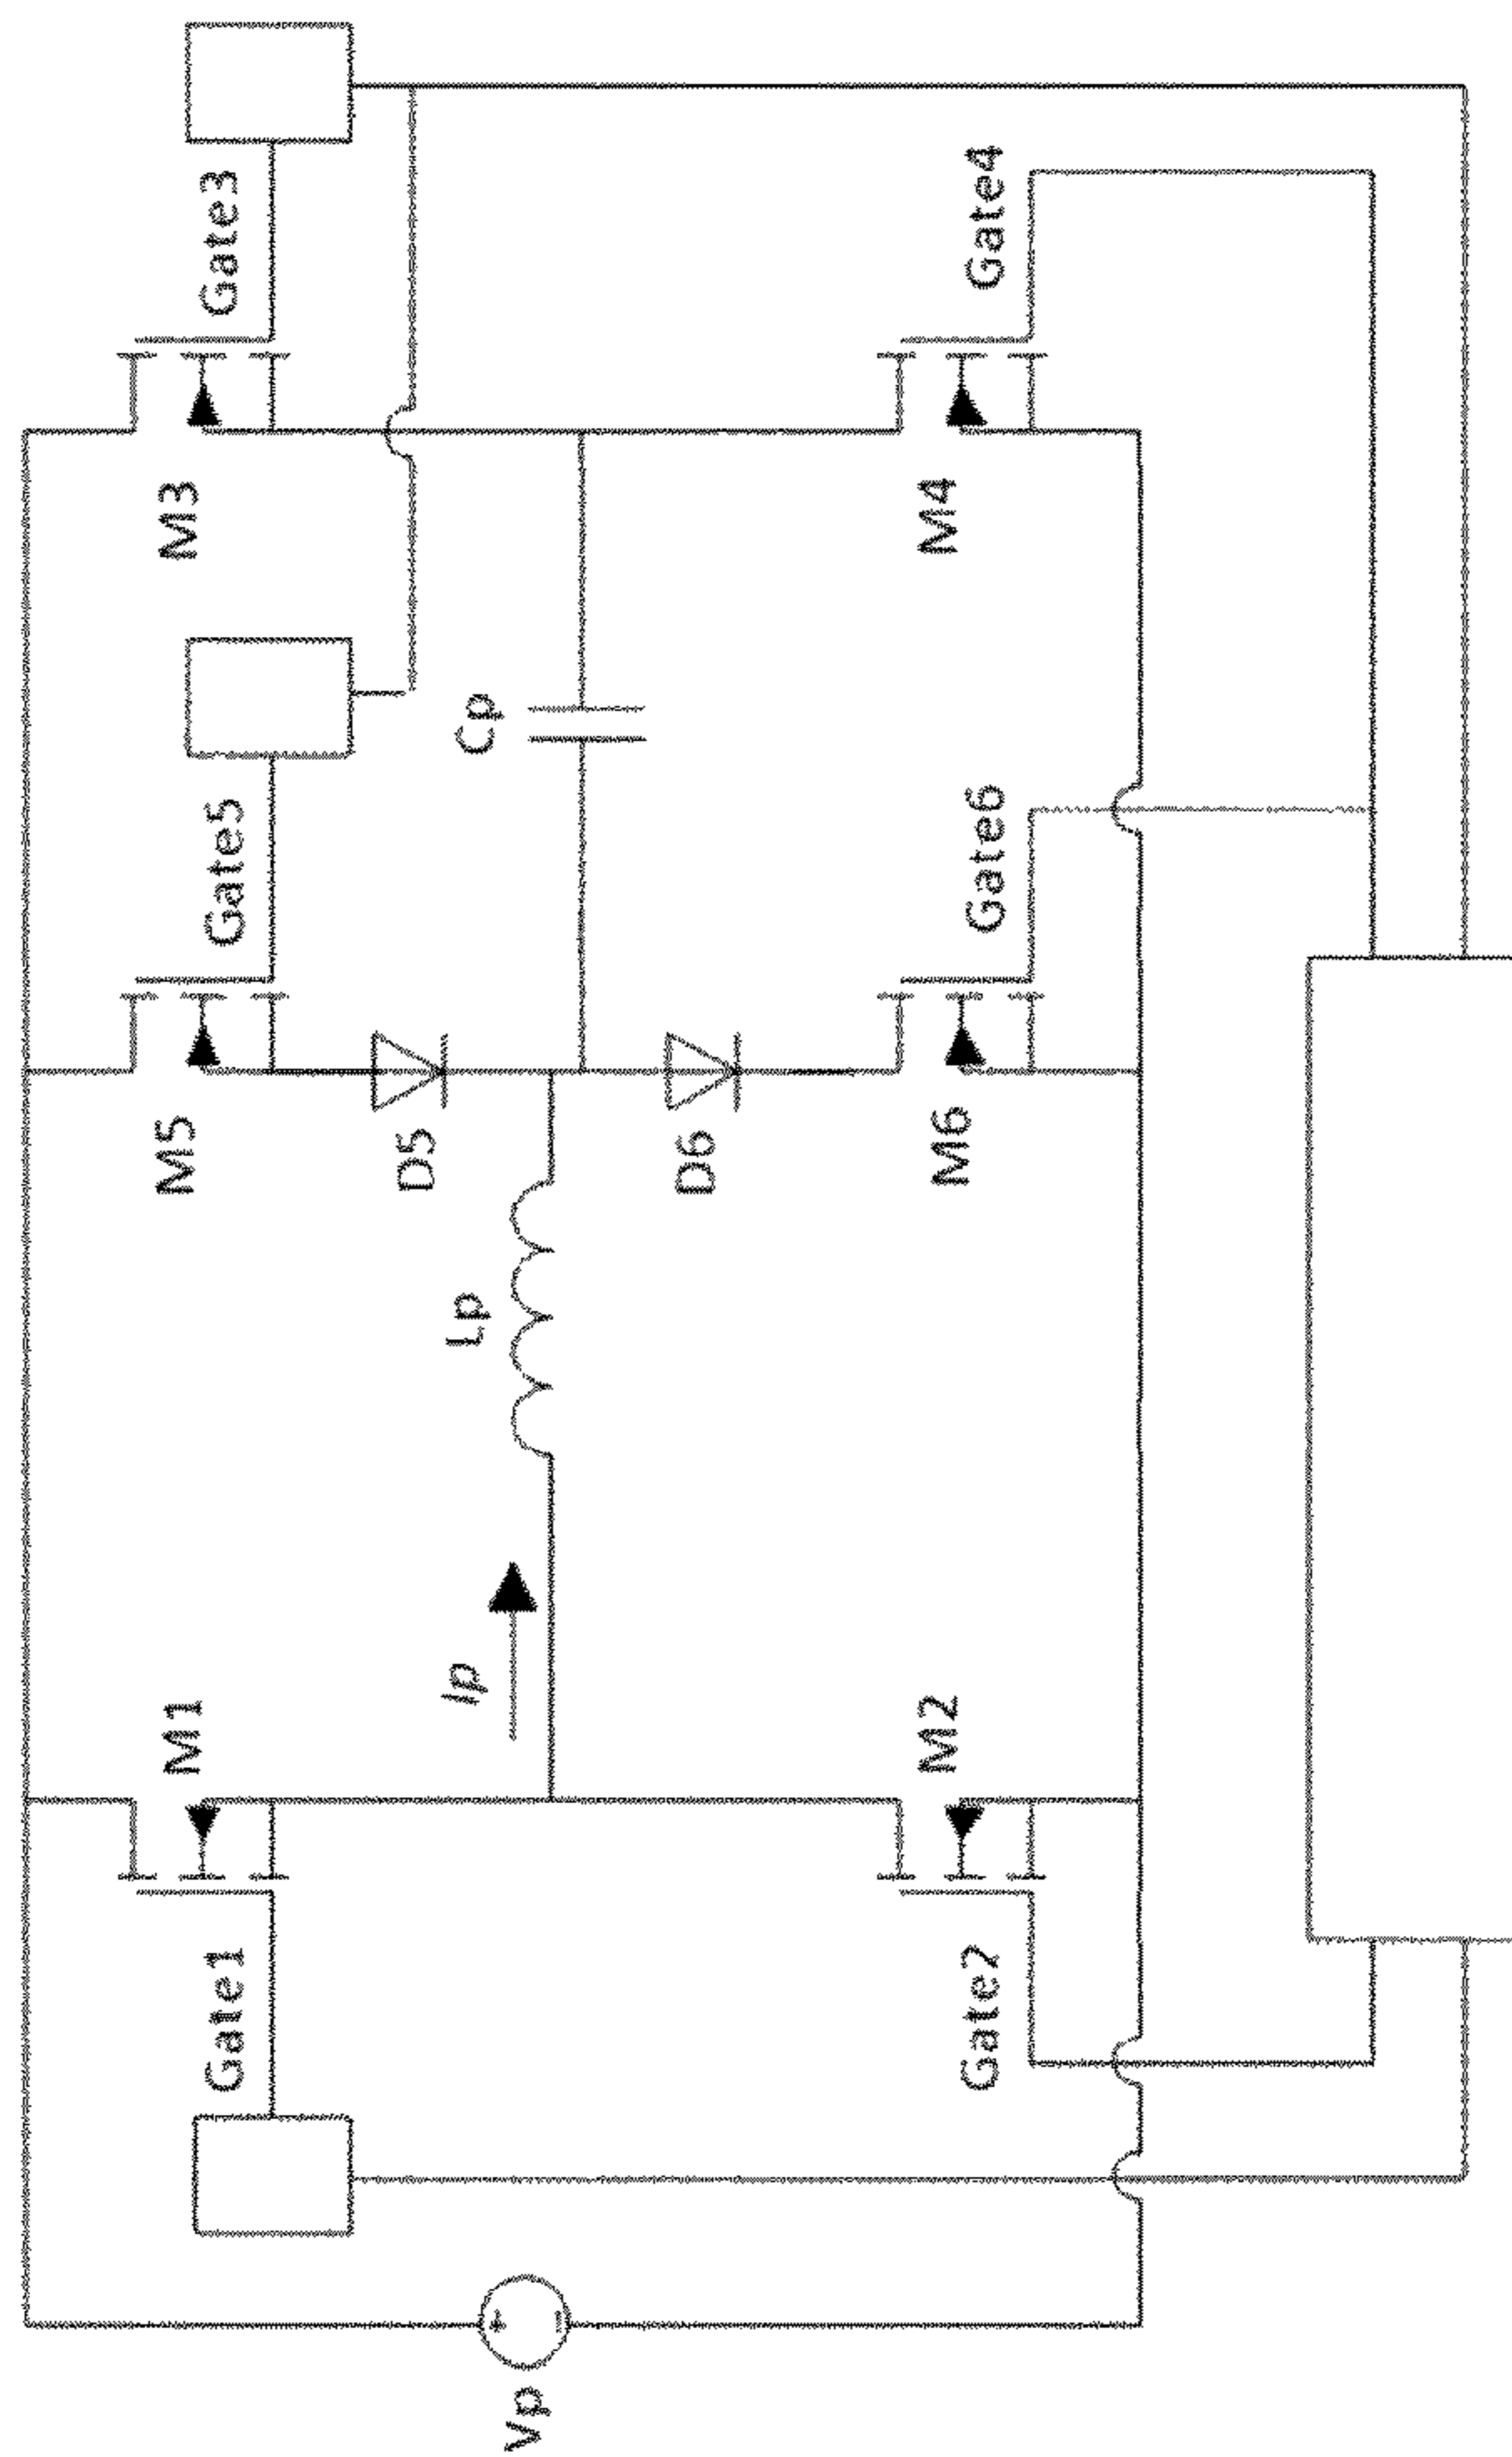 Gate3
Gate4
M3
M4
Cp
Gate5
Gate6
M5
D5
D6
M6
Lp
Ip
M1
M2
Gate1
Gate2
+
−
Vp